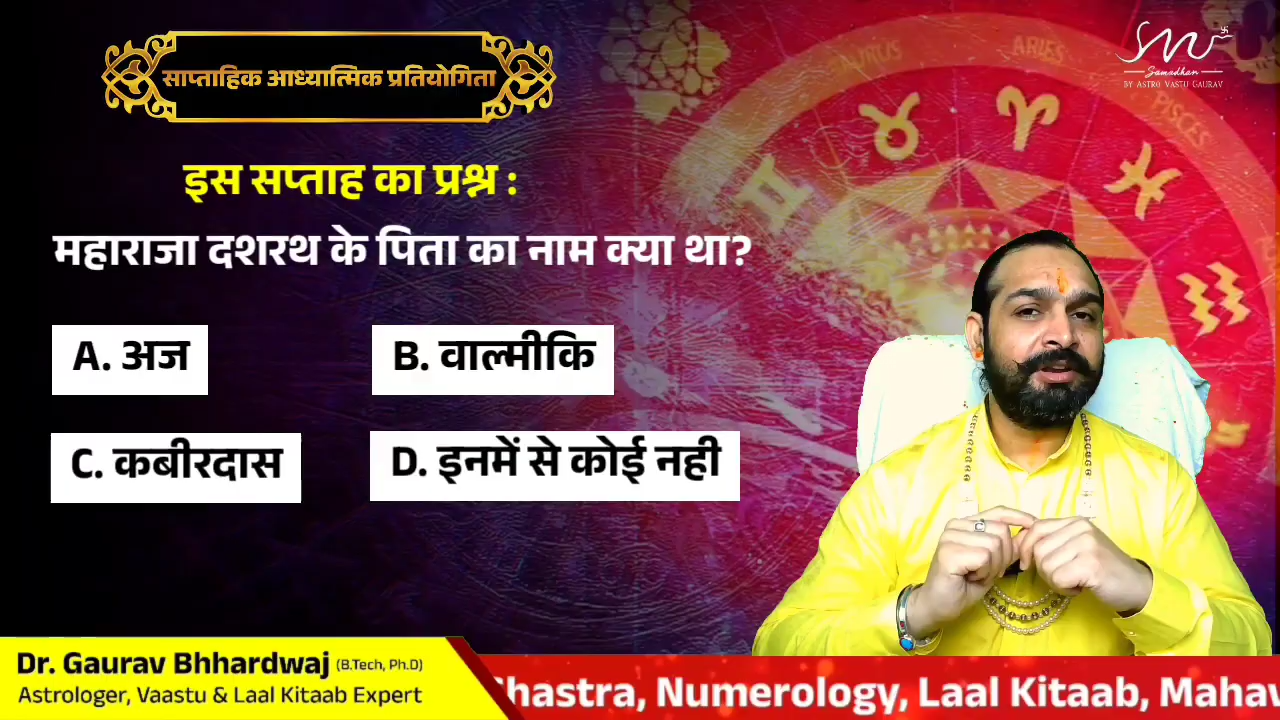 साप्ताहिक आध्यात्मिक प्रतियोगिता
Samadhan
BY ASTRO VASTU GAURAV
TAURUS
ARIES
PISCES
इस सप्ताह का प्रश्न :
महाराजा दशरथ के पिता का नाम क्या था?
A. अज
B. वाल्मीकि
C. कबीरदास
D. इनमें से कोई नही
Dr. Gaurav Bhhardwaj (B.Tech, Ph.D)
Astrologer, Vaastu & Laal Kitaab Expert
Shastra, Numerology, Laal Kitaab, Mahav